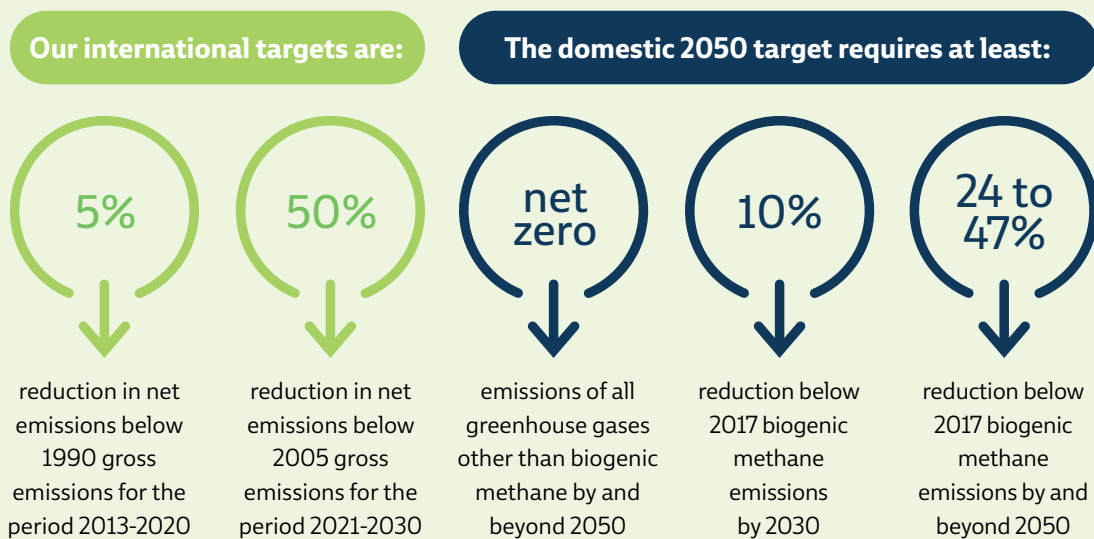 Our international targets are:
The domestic 2050 target requires at least:
5%
50%
net
zero
10%
24 to
47%
reduction in net
emissions below
1990 gross
emissions for the
period 2013-2020
reduction in net
emissions below
2005 gross
emissions for the
period 2021-2030
emissions of all
greenhouse gases
other than biogenic
methane by and
beyond 2050
reduction below
2017 biogenic
methane
emissions
by 2030
reduction below
2017 biogenic
methane
emissions by and
beyond 2050